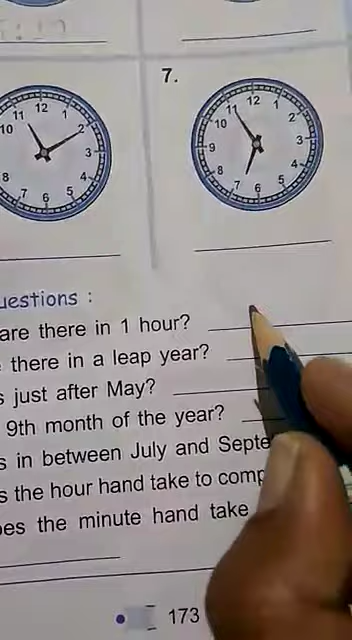 7.
11 12 1
10 2
3
8 4
7 6 5
11 12 1
10 2
9 3
8 4
7 6 5
uestions :
are there in 1 hour?
there in a leap year?
s just after May?
9th month of the year?
s in between July and Septe
s the hour hand take to comp
es the minute hand take
173